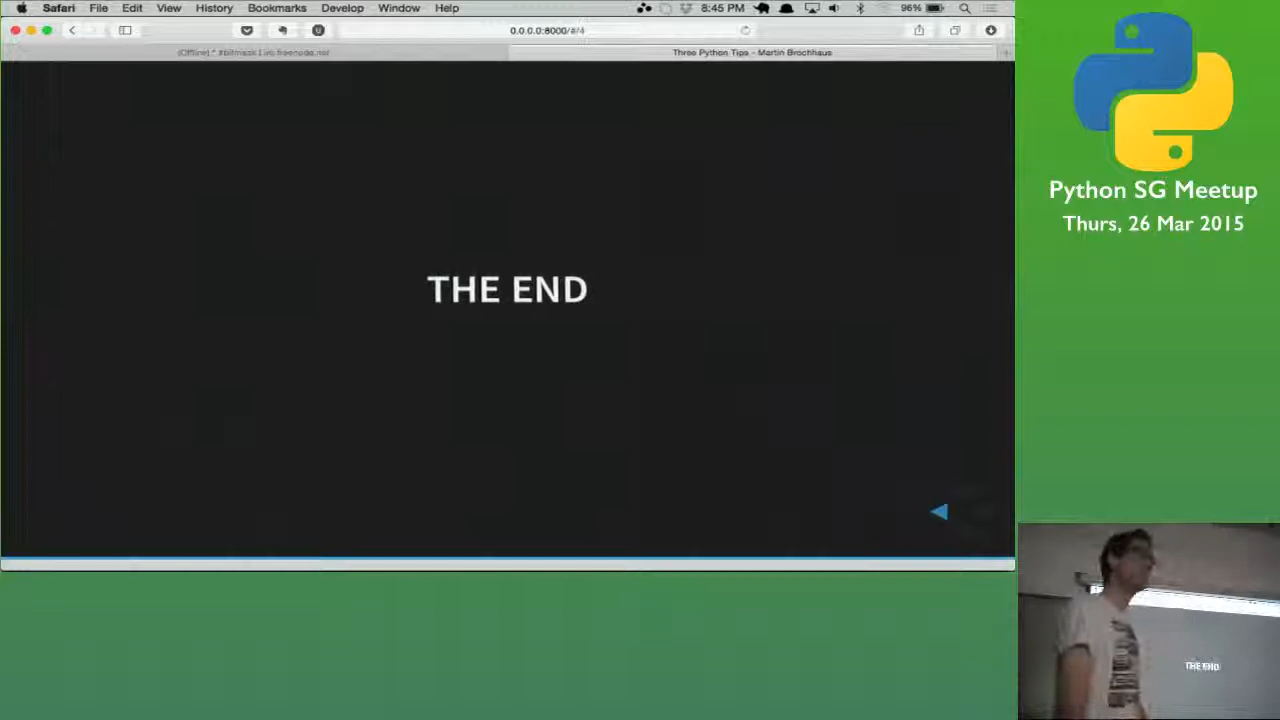 Safari File Edit View History Bookmarks Develop Window Help 8:45 PM 96%
0.0.0.0:8000/#/4
Three Python Tips - Martin Brochhaus
THE END
Python SG Meetup
Thurs, 26 Mar 2015
THE END